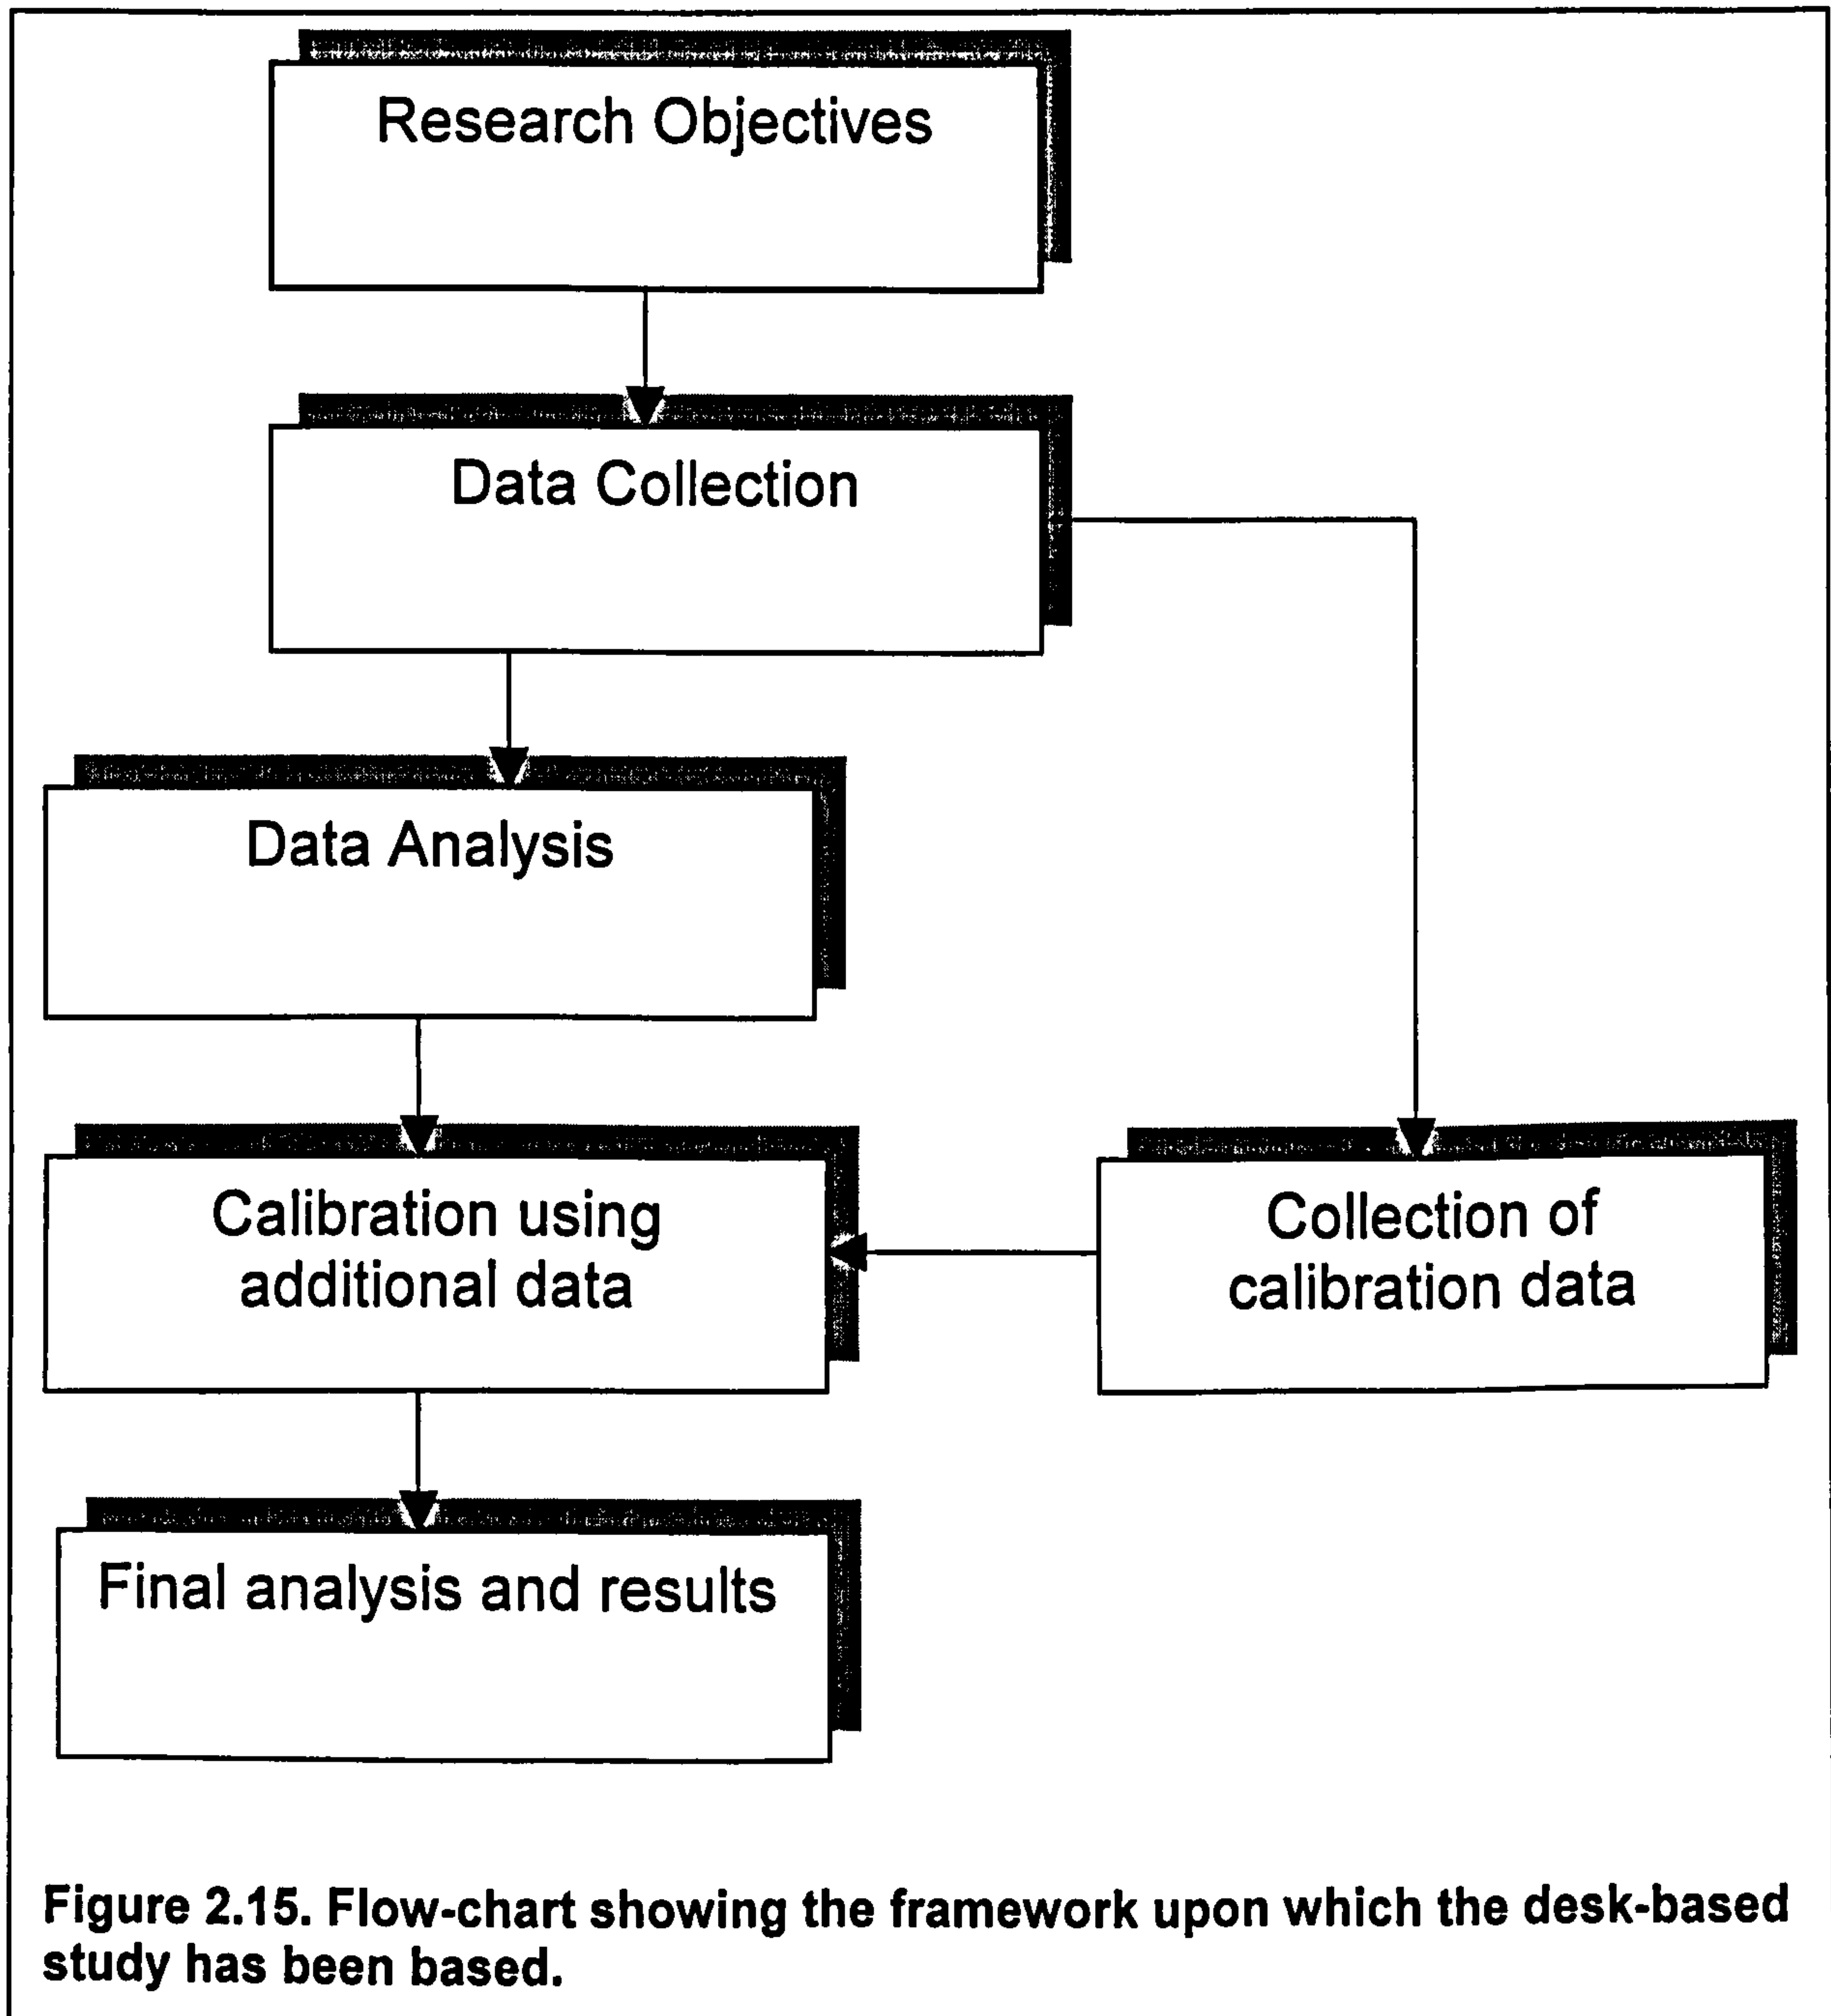 Research Objectives
Data Collection
Data Analysis
Calibration using
additional data
Collection of
calibration data
Final analysis and results
Figure 2.15. Flow-chart showing the framework upon which the desk-based
study has been based.